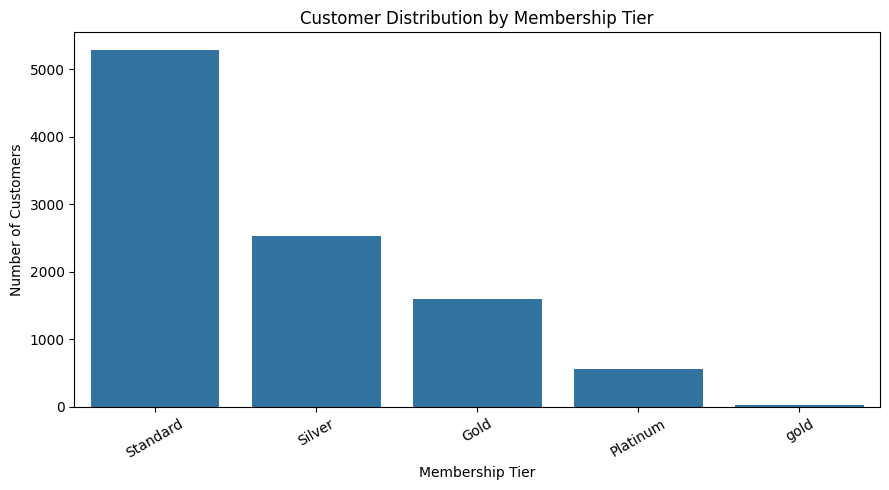 Customer Distribution by Membership Tier
Number of Customers
5000
4000
3000
2000
1000
0
Standard
Silver
Gold
Platinum
gold
Membership Tier